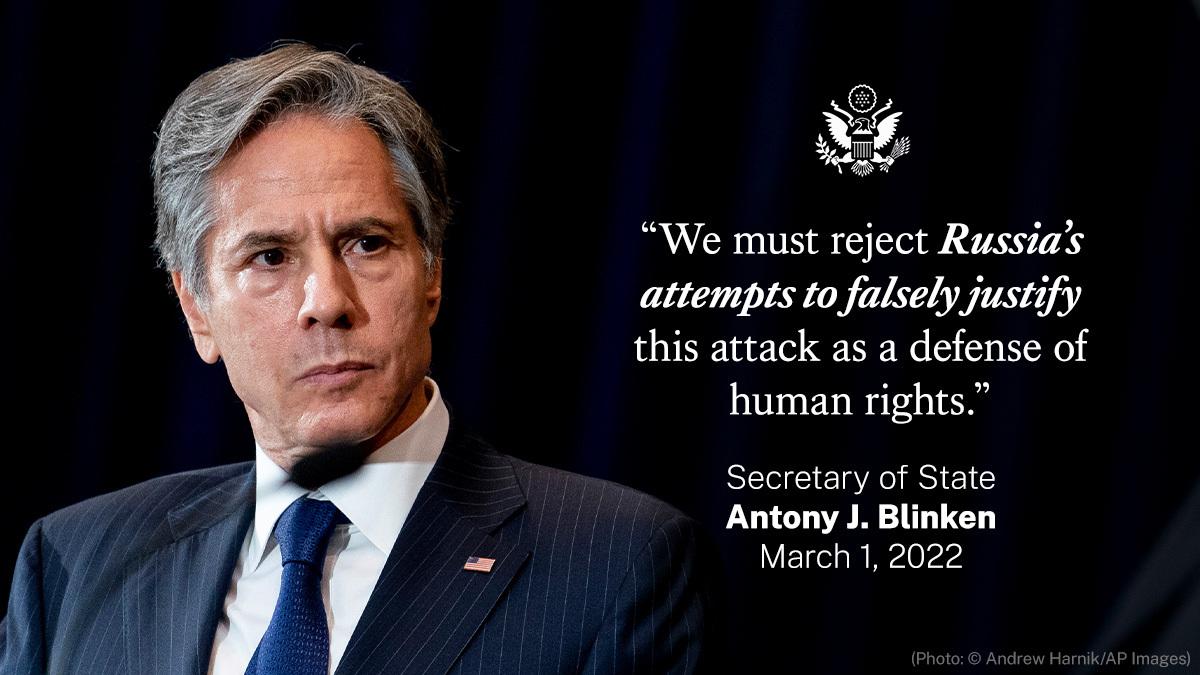 “We must reject Russia’s
attempts to falsely justify
this attack as a defense of
human rights.”
Secretary of State
Antony J. Blinken
March 1, 2022
(Photo: © Andrew Harnik/AP Images)